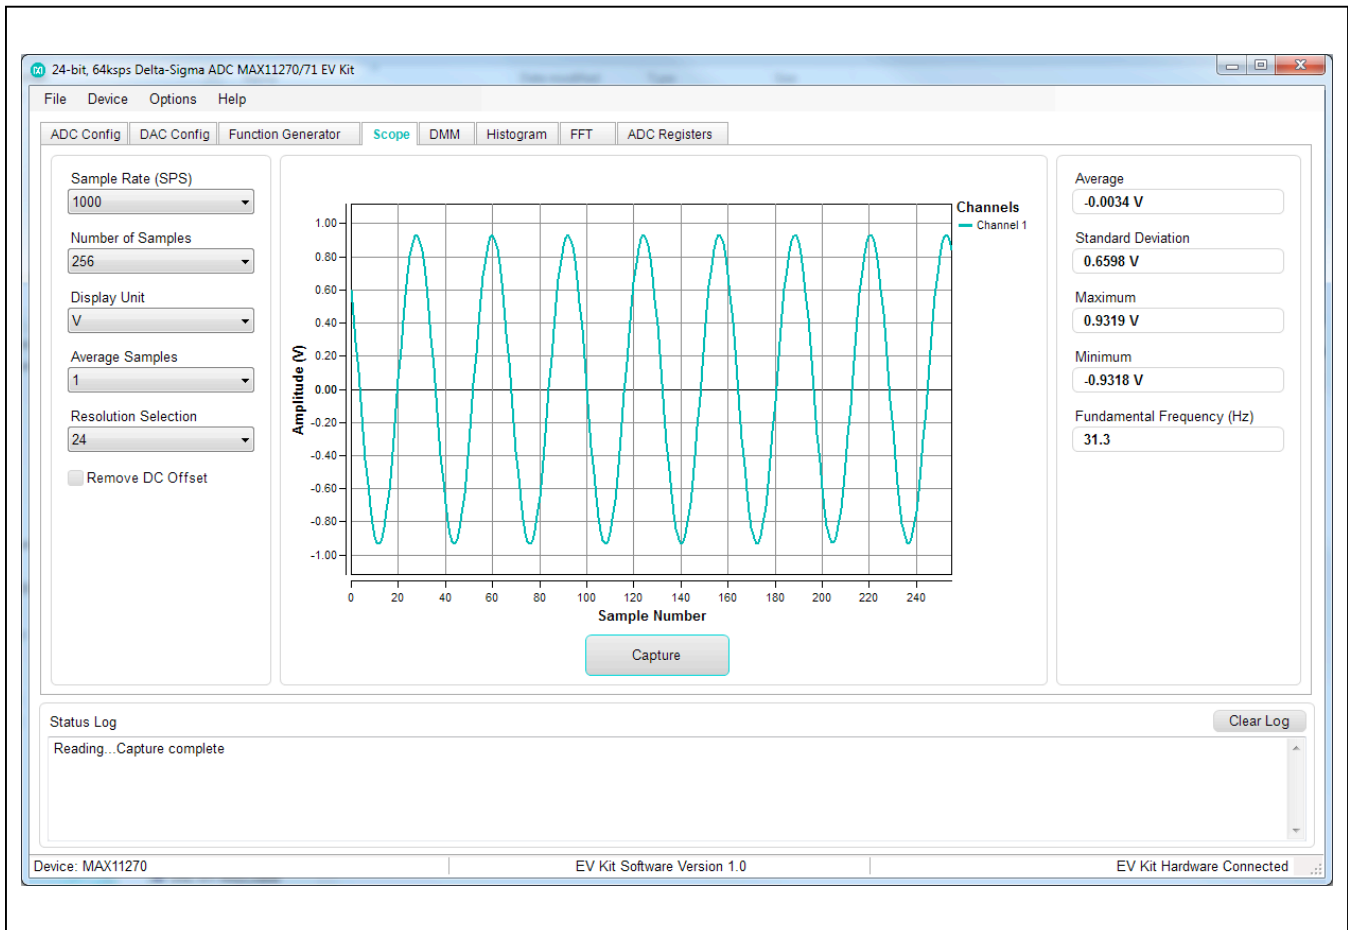 24-bit, 64ksps Delta-Sigma ADC MAX11270/71 EV Kit
File Device Options Help
ADC Config DAC Config Function Generator Scope DMM Histogram FFT ADC Registers
Sample Rate (SPS)
1000
Number of Samples
256
Display Unit
V
Average Samples
1
Resolution Selection
24
Remove DC Offset
Amplitude (V)
1.00
0.80
0.60
0.40
0.20
0.00
-0.20
-0.40
-0.60
-0.80
-1.00
0 20 40 60 80 100 120 140 160 180 200 220 240
Sample Number
Channels
Channel 1
Capture
Average
-0.0034 V
Standard Deviation
0.6598 V
Maximum
0.9319 V
Minimum
-0.9318 V
Fundamental Frequency (Hz)
31.3
Status Log
Clear Log
Reading...Capture complete
Device: MAX11270
EV Kit Software Version 1.0
EV Kit Hardware Connected